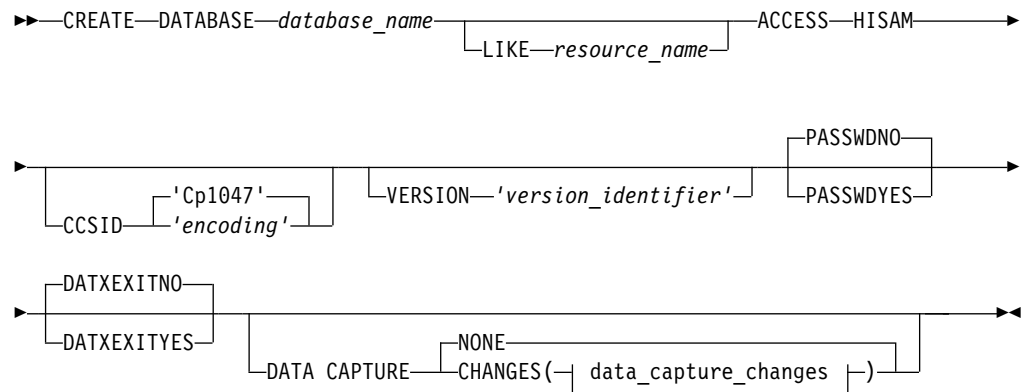 CREATE DATABASE database_name LIKE resource_name ACCESS HISAM
CCSID 'Cp1047' 'encoding' VERSION 'version_identifier' PASSWDNO PASSWDYES
DATXEXITNO
DATXEXITYES
DATA CAPTURE NONE
CHANGES( data_capture_changes )